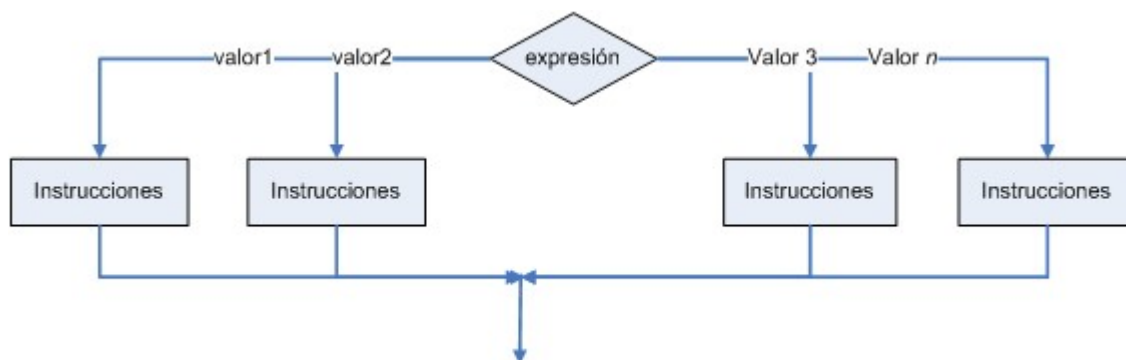 expresión
valor1
valor2
Valor 3
Valor n
Instrucciones
Instrucciones
Instrucciones
Instrucciones